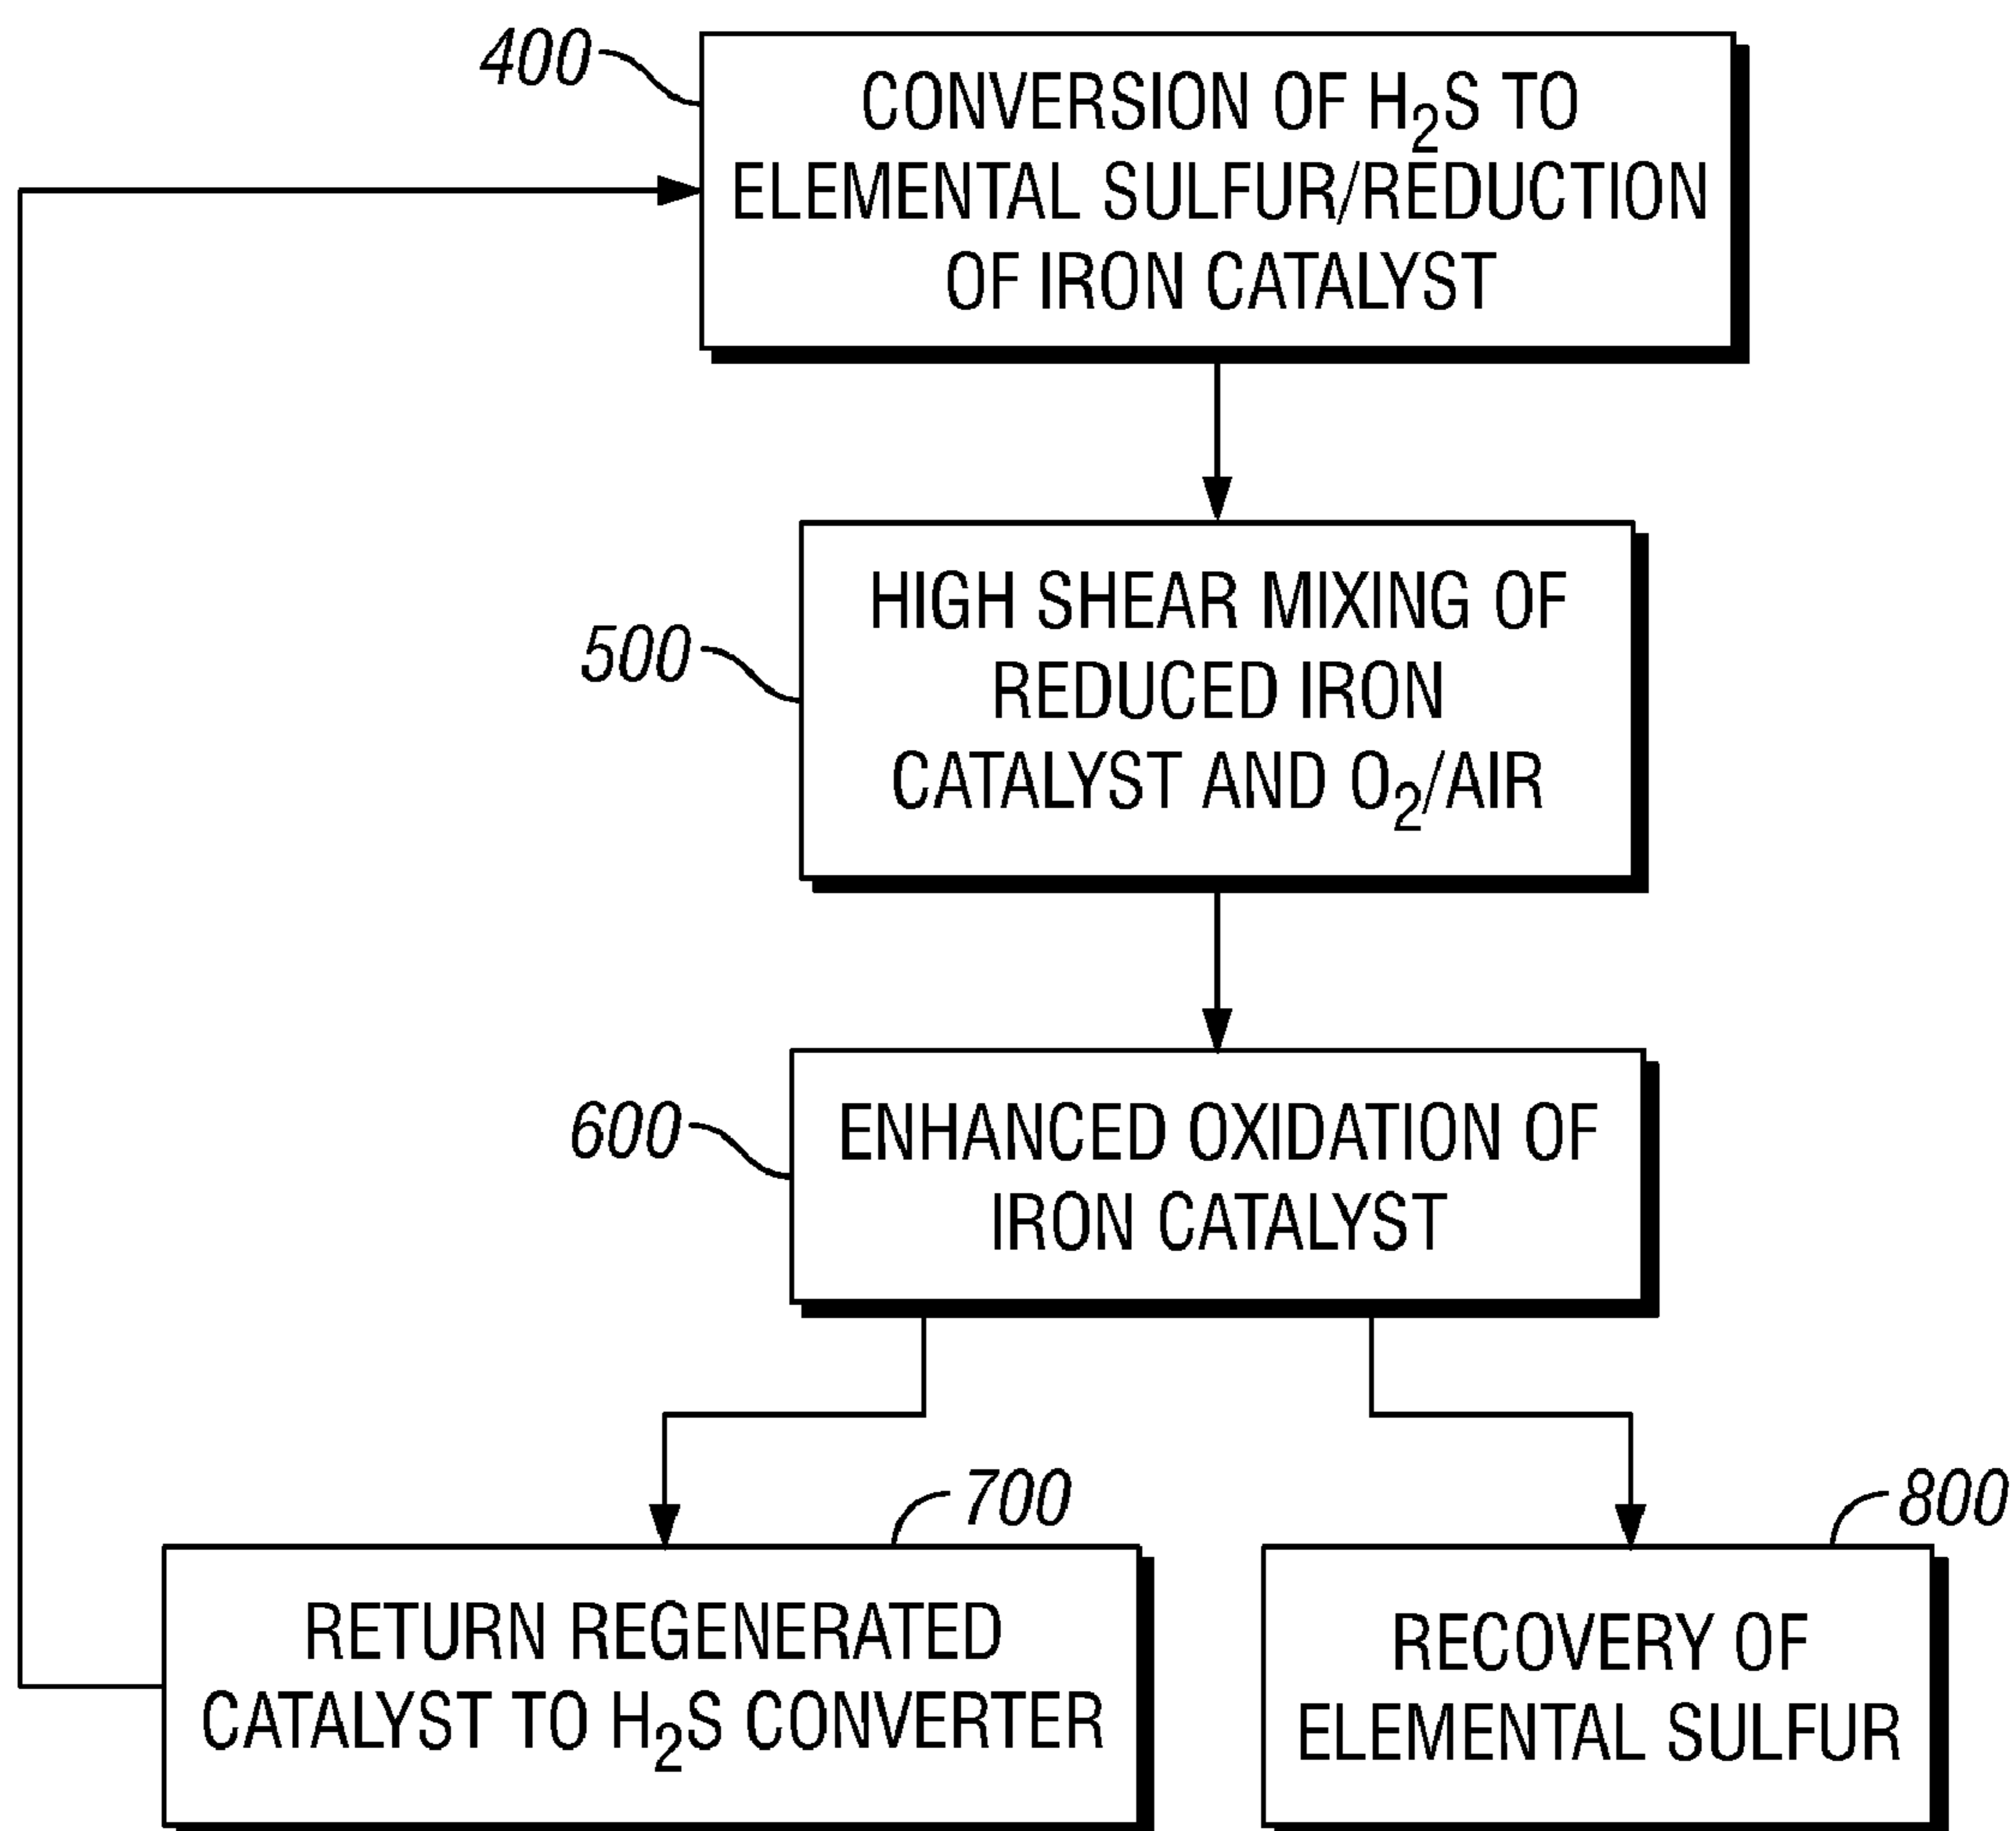 400
CONVERSION OF H₂S TO
ELEMENTAL SULFUR/REDUCTION
OF IRON CATALYST
500
HIGH SHEAR MIXING OF
REDUCED IRON
CATALYST AND O₂/AIR
600
ENHANCED OXIDATION OF
IRON CATALYST
700
RETURN REGENERATED
CATALYST TO H₂S CONVERTER
800
RECOVERY OF
ELEMENTAL SULFUR